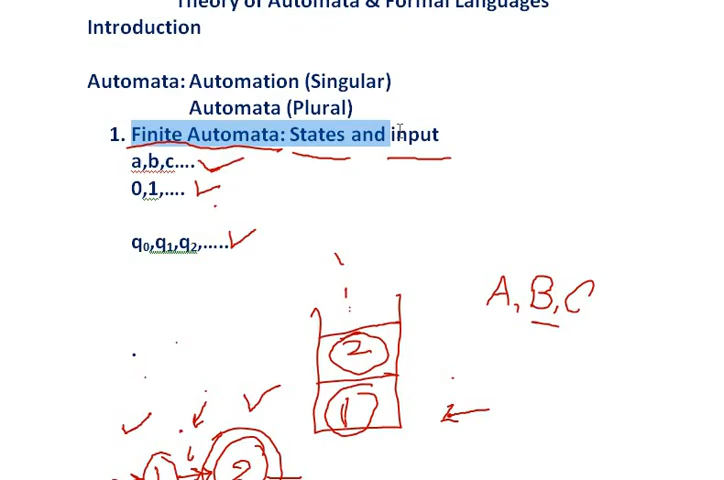 Theory of Automata & Formal Languages
Introduction
Automata: Automation (Singular)
Automata (Plural)
1. Finite Automata: States and input
a,b,c....
0,1,....
q₀,q₁,q₂,.....
A, B, C
2
1
1 2